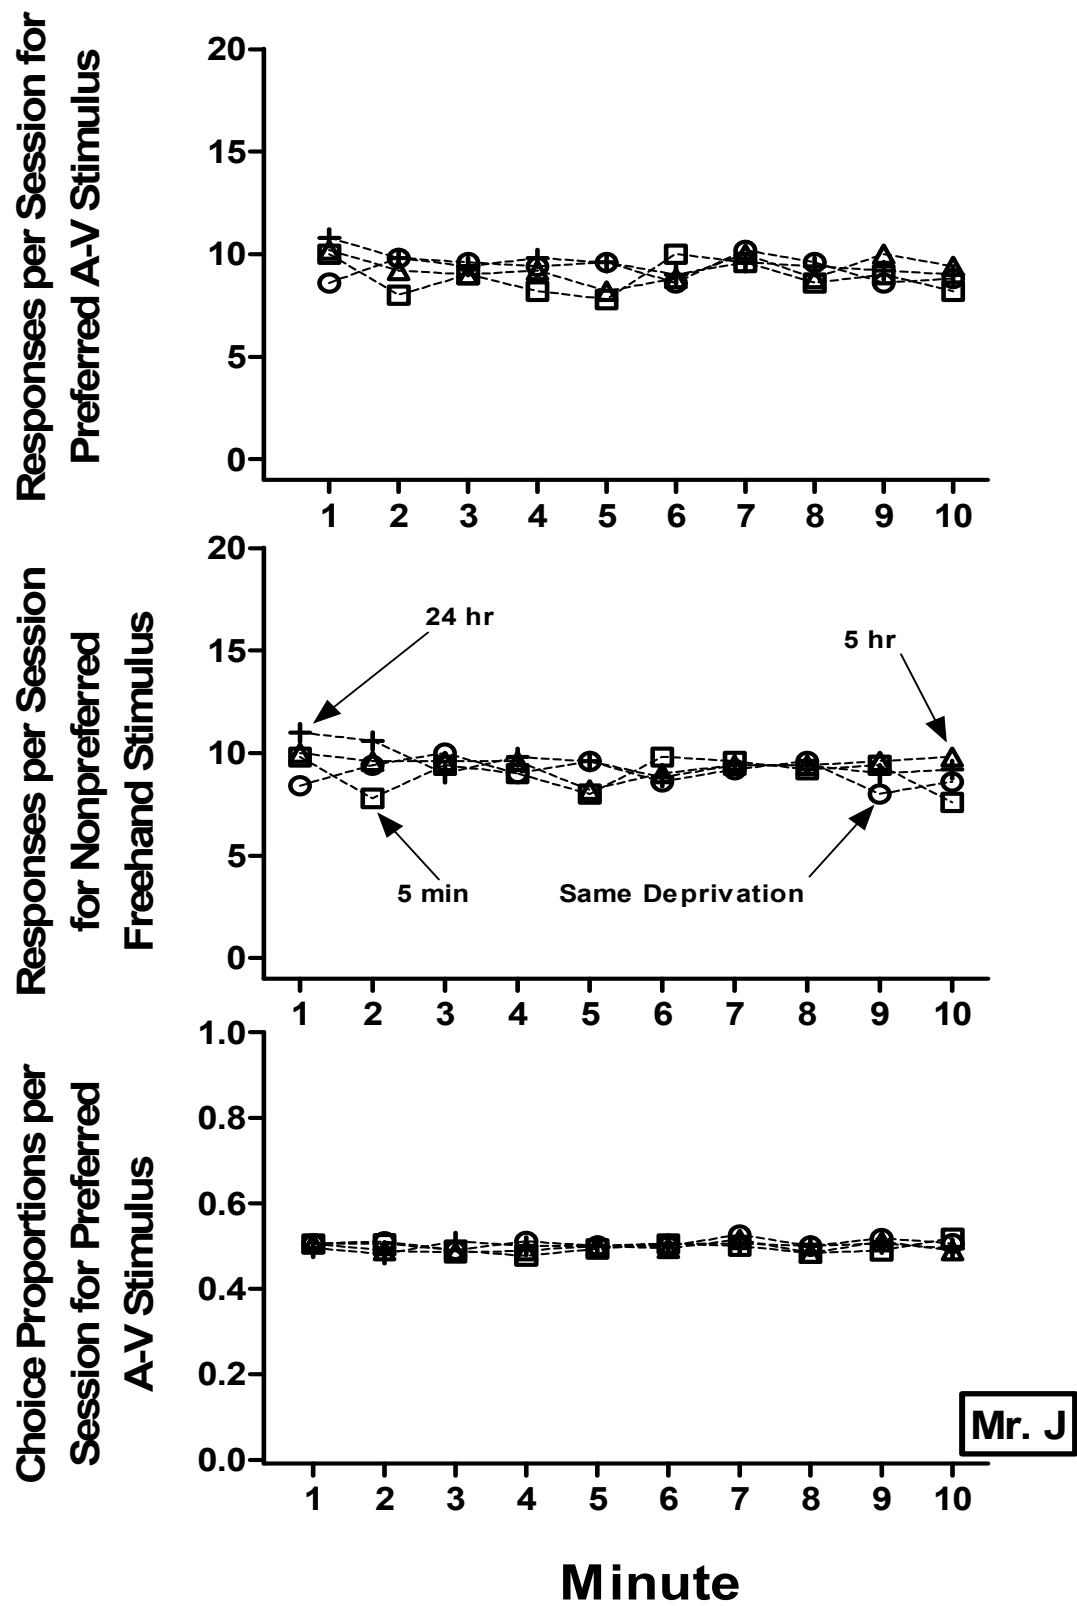 Responses per Session for
Preferred A-V Stimulus
20
15
10
5
0
1 2 3 4 5 6 7 8 9 10
Responses per Session
for Nonpreferred
Freehand Stimulus
20
15
10
5
0
24 hr
5 hr
5 min
Same Deprivation
1 2 3 4 5 6 7 8 9 10
Choice Proportions per
Session for Preferred
A-V Stimulus
1.0
0.8
0.6
0.4
0.2
0.0
Mr. J
1 2 3 4 5 6 7 8 9 10
Minute